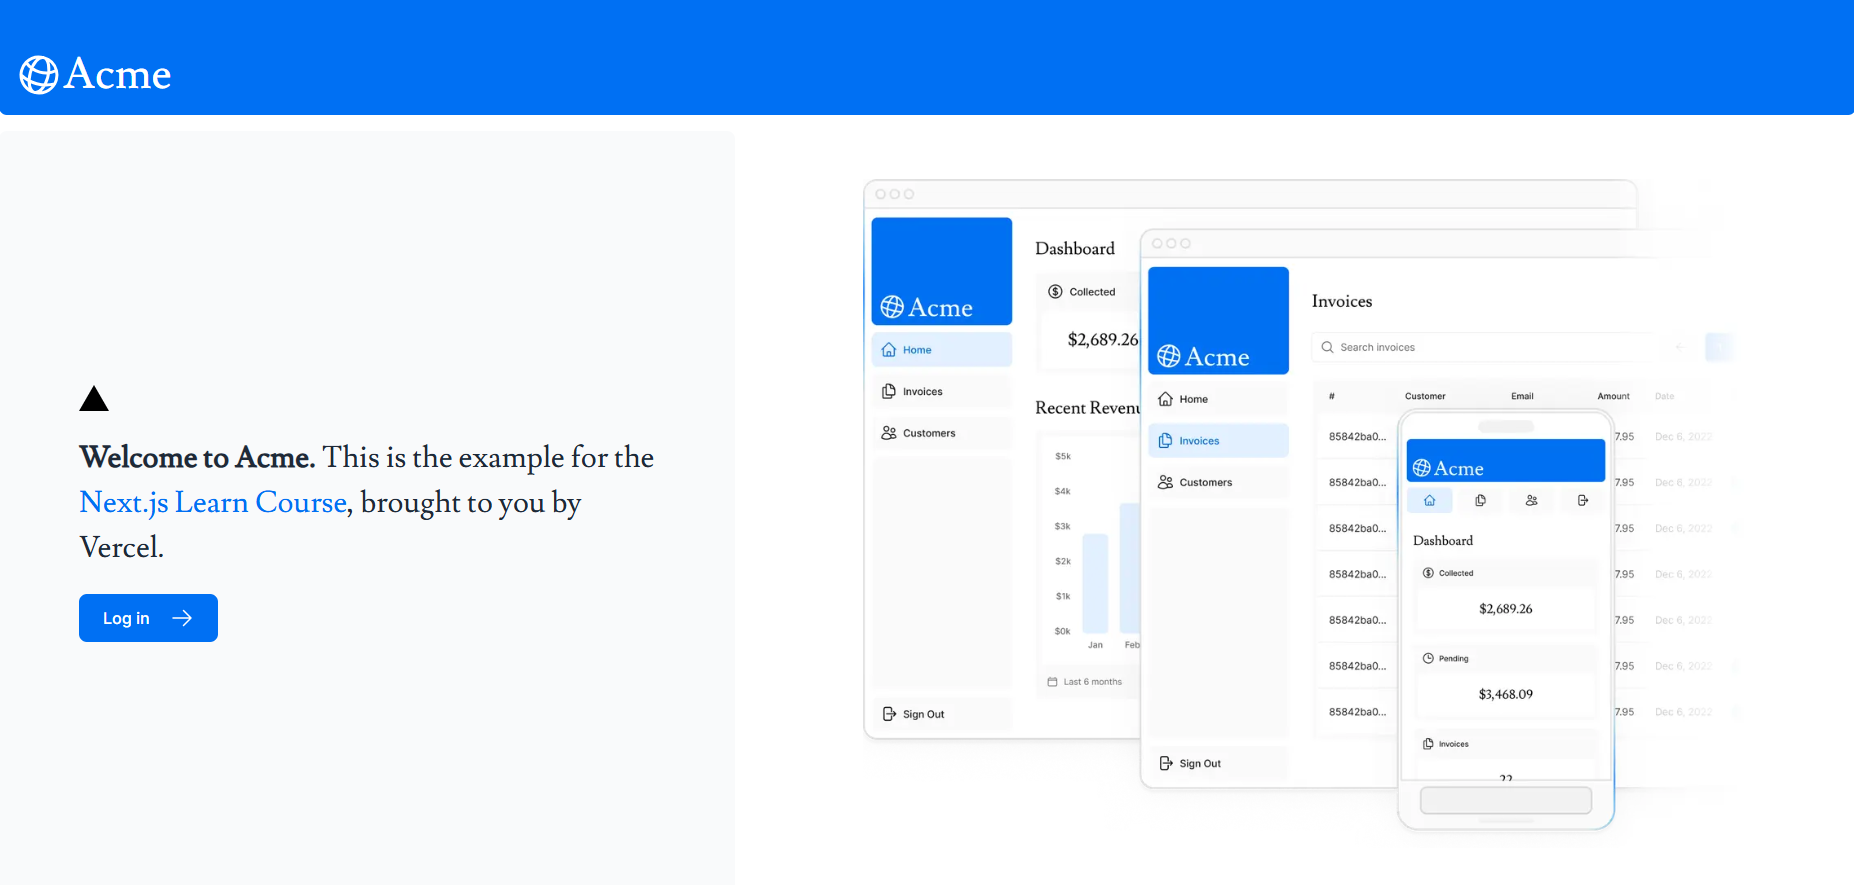 Acme
Welcome to Acme. This is the example for the
Next.js Learn Course, brought to you by
Vercel.
Log in
Acme
Home
Invoices
Customers
Sign Out
Dashboard
Collected
$2,689.26
Recent
$5k
$4k
$3k
$2k
$1k
$0k
Jan
Feb
Last 6 months
Acme
Home
Invoices
Customers
Sign Out
Invoices
Search invoices
# Customer Email Amount Date
85842ba0... 7.95 Dec 6, 2022
85842ba0... 7.95 Dec 6, 2022
85842ba0... 7.95 Dec 6, 2022
85842ba0... 7.95 Dec 6, 2022
85842ba0... 7.95 Dec 6, 2022
85842ba0... 7.95 Dec 6, 2022
85842ba0... 7.95 Dec 6, 2022
Acme
Dashboard
Collected
$2,689.26
Pending
$3,468.09
Invoices
22